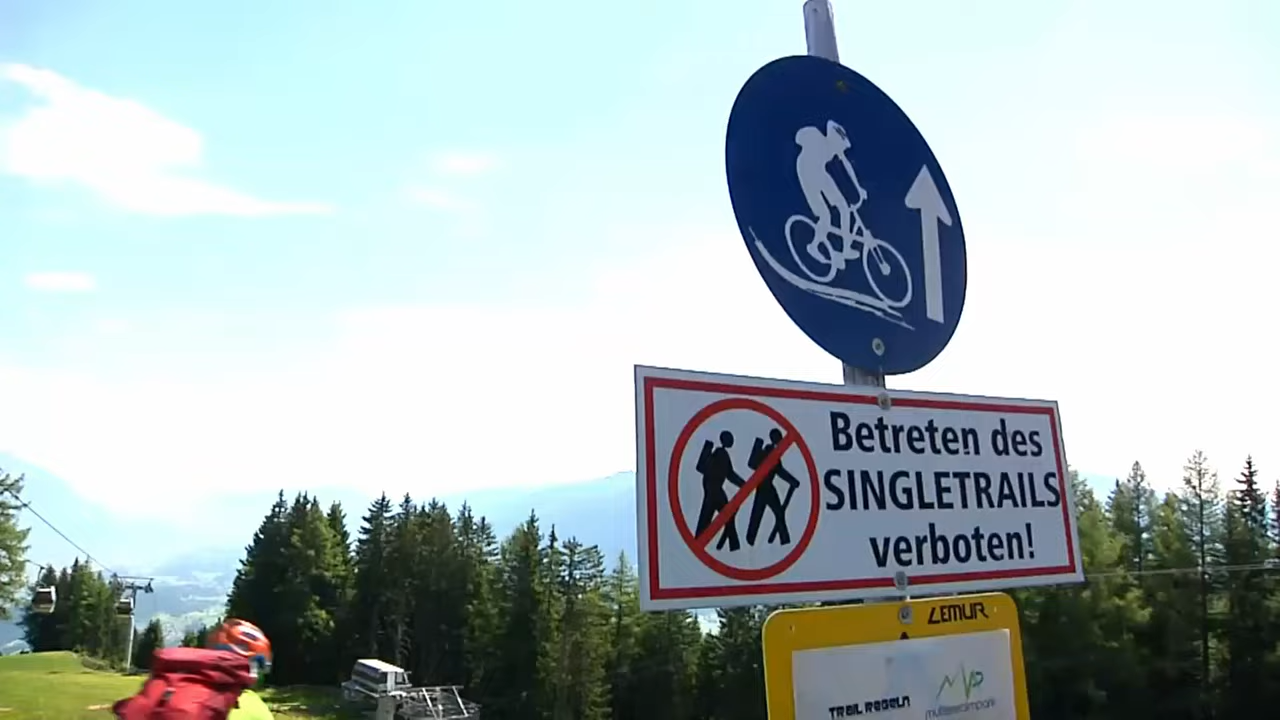 Betreten des
SINGLETRAILS
verboten!
LEMUR
TRAIL REGELN